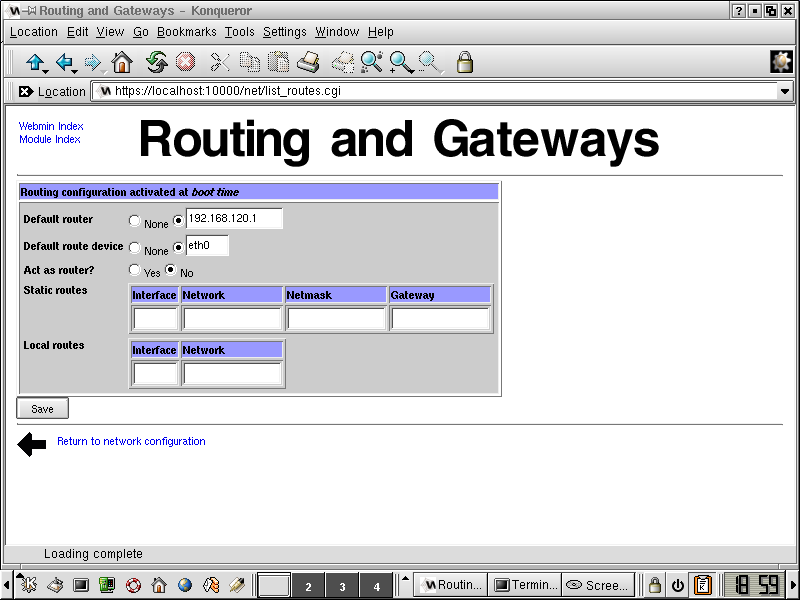 Routing and Gateways - Konqueror
Location Edit View Go Bookmarks Tools Settings Window Help
Location https://localhost:10000/net/list_routes.cgi
Webmin Index
Module Index
Routing and Gateways
Routing configuration activated at boot time
Default router None 192.168.120.1
Default route device None eth0
Act as router? Yes No
Static routes Interface Network Netmask Gateway
Local routes Interface Network
Save
Return to network configuration
Loading complete
2 3 4 Routin... Termin... Scree... 18 59